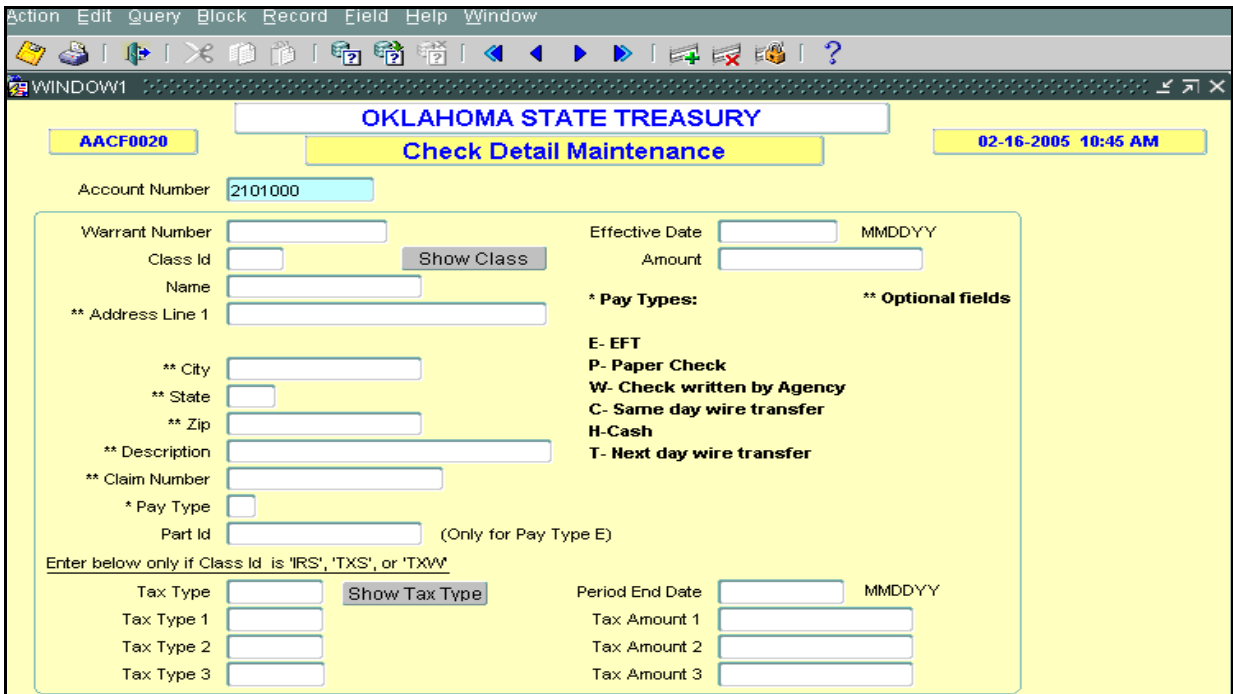 Action Edit Query Block Record Field Help Window
WINDOW1
OKLAHOMA STATE TREASURY
AACF0020
Check Detail Maintenance
02-16-2005 10:45 AM
Account Number 2101000
Warrant Number Effective Date MMDDYY
Class Id Show Class Amount
Name
* Pay Types: ** Optional fields
** Address Line 1
E- EFT
** City P- Paper Check
W- Check written by Agency
** State
C- Same day wire transfer
** Zip
H-Cash
** Description T- Next day wire transfer
** Claim Number
* Pay Type
Part Id (Only for Pay Type E)
Enter below only if Class Id is 'IRS', 'TXS', or 'TXW'
Tax Type Show Tax Type Period End Date MMDDYY
Tax Type 1 Tax Amount 1
Tax Type 2 Tax Amount 2
Tax Type 3 Tax Amount 3